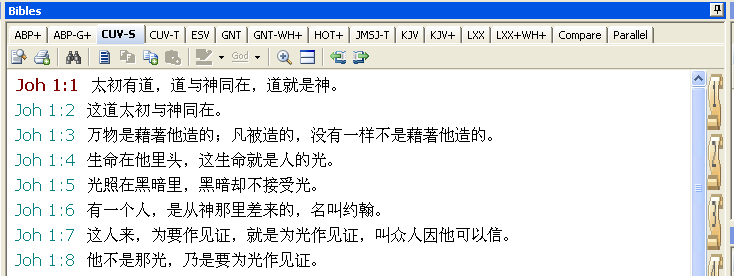 Bibles
ABP+ ABP-G+ CUV-S CUV-T ESV GNT GNT-WH+ HOT+ JMSJ-T KJV KJV+ LXX LXX+WH+ Compare Parallel
God
Joh 1:1 太初有道，道与神同在，道就是神。
Joh 1:2 这道太初与神同在。
Joh 1:3 万物是藉著他造的；凡被造的，没有一样不是藉著他造的。
Joh 1:4 生命在他里头，这生命就是人的光。
Joh 1:5 光照在黑暗里，黑暗却不接受光。
Joh 1:6 有一个人，是从神那里差来的，名叫约翰。
Joh 1:7 这人来，为要作见证，就是为光作见证，叫众人因他可以信。
Joh 1:8 他不是那光，乃是要为光作见证。